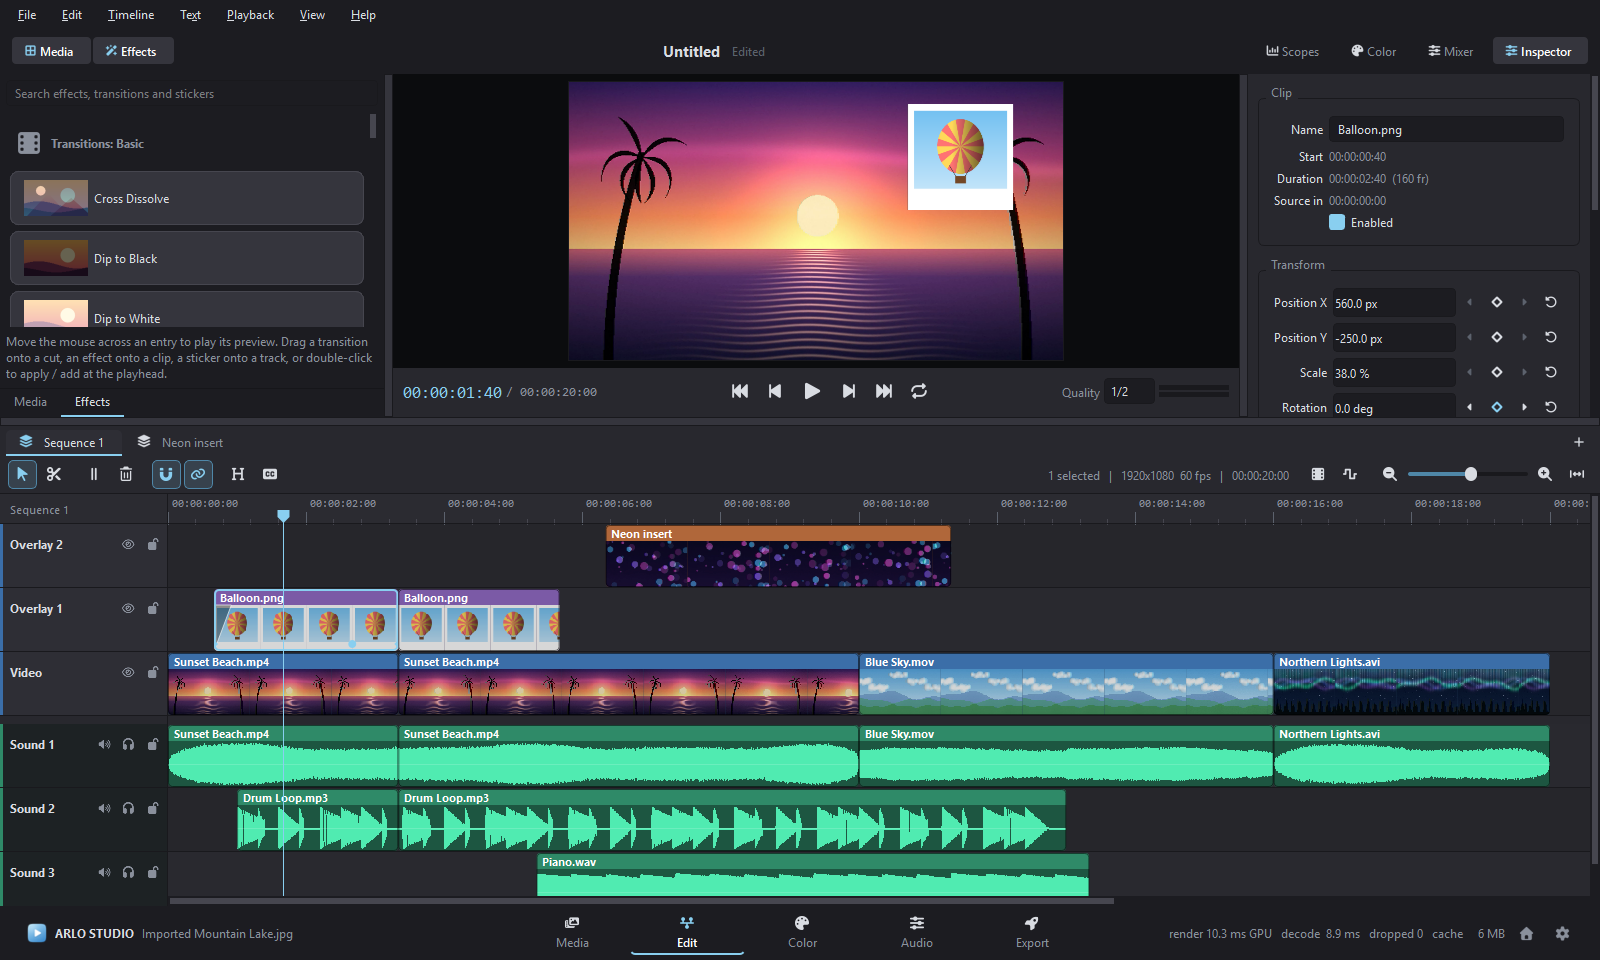 File Edit Timeline Text Playback View Help
Media Effects
Untitled Edited
Scopes Color Mixer Inspector
Search effects, transitions and stickers
Transitions: Basic
Cross Dissolve
Dip to Black
Dip to White
Move the mouse across an entry to play its preview. Drag a transition
onto a cut, an effect onto a clip, a sticker onto a track, or double-click
to apply / add at the playhead.
Media Effects
00:00:01:40 / 00:00:20:00
Quality 1/2
Clip
Name Balloon.png
Start 00:00:00:40
Duration 00:00:02:40 (160 fr)
Source in 00:00:00:00
Enabled
Transform
Position X 560.0 px
Position Y -250.0 px
Scale 38.0 %
Rotation 0.0 deg
Sequence 1 Neon insert +
CC
1 selected | 1920x1080 60 fps | 00:00:20:00
Sequence 1
00:00:00:00 00:00:02:00 00:00:04:00 00:00:06:00 00:00:08:00 00:00:10:00 00:00:12:00 00:00:14:00 00:00:16:00 00:00:18:00 00:00:
Overlay 2
Neon insert
Overlay 1
Balloon.png Balloon.png
Video
Sunset Beach.mp4 Sunset Beach.mp4 Blue Sky.mov Northern Lights.avi
Sound 1
Sunset Beach.mp4 Sunset Beach.mp4 Blue Sky.mov Northern Lights.avi
Sound 2
Drum Loop.mp3 Drum Loop.mp3
Sound 3
Piano.wav
ARLO STUDIO Imported Mountain Lake.jpg
Media Edit Color Audio Export
render 10.3 ms GPU decode 8.9 ms dropped 0 cache 6 MB